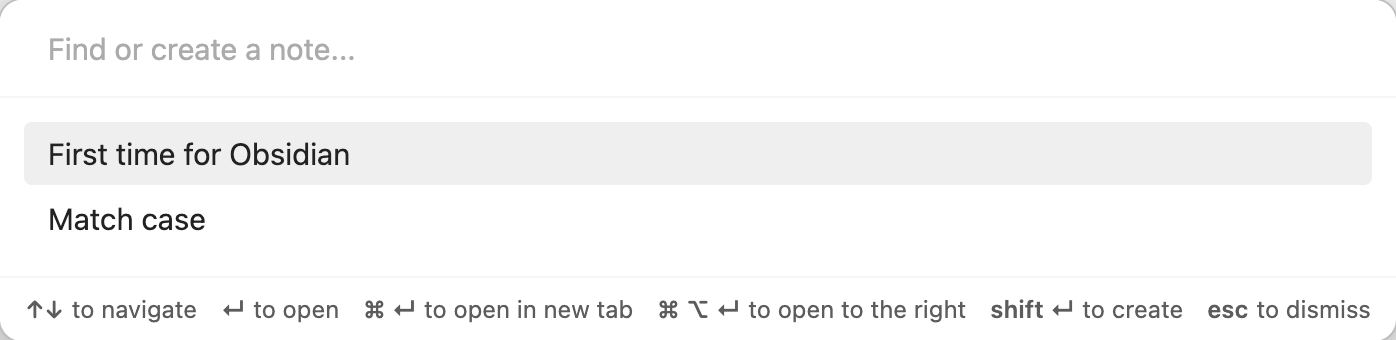 Find or create a note...
First time for Obsidian
Match case
↑↓ to navigate ↵ to open ⌘ ↵ to open in new tab ⌘ ⌥ ↵ to open to the right shift ↵ to create esc to dismiss